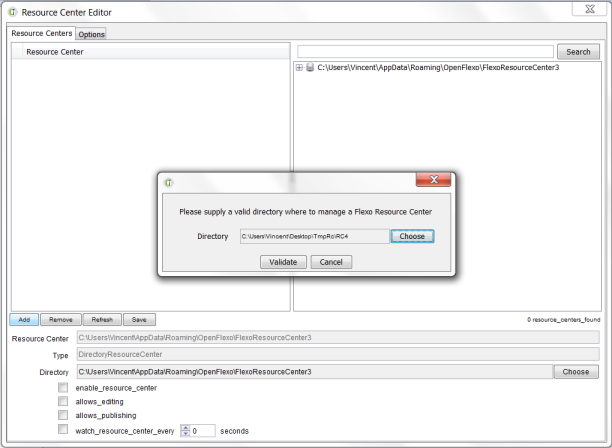 Resource Center Editor
Resource Centers Options
Resource Center
Search
C:\Users\Vincent\AppData\Roaming\OpenFlexo\FlexoResourceCenter3
Please supply a valid directory where to manage a Flexo Resource Center
Directory C:\Users\Vincent\Desktop\TmpRc\RC4 Choose
Validate Cancel
Add Remove Refresh Save 0 resource_centers_found
Resource Center C:\Users\Vincent\AppData\Roaming\OpenFlexo\FlexoResourceCenter3
Type DirectoryResourceCenter
Directory C:\Users\Vincent\AppData\Roaming\OpenFlexo\FlexoResourceCenter3 Choose
enable_resource_center
allows_editing
allows_publishing
watch_resource_center_every 0 seconds